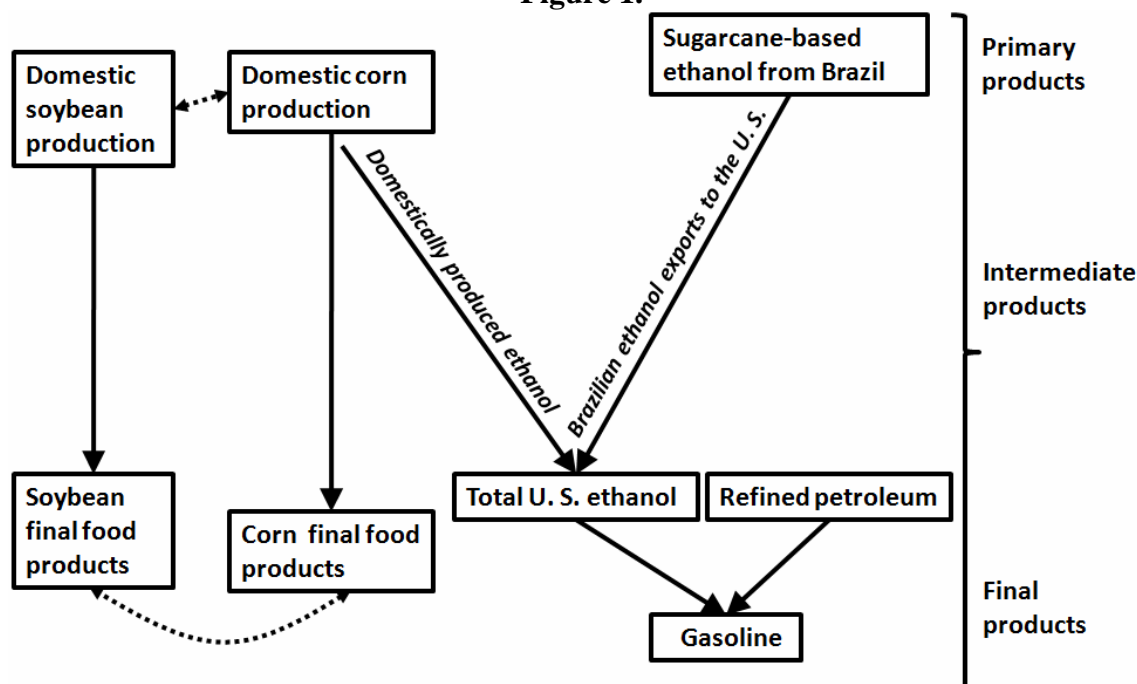 Figure 1.
Domestic
soybean
production
Domestic corn
production
Sugarcane-based
ethanol from Brazil
Primary
products
Domestically produced ethanol
Brazilian ethanol exports to the U. S.
Intermediate
products
Soybean
final food
products
Corn final food
products
Total U. S. ethanol
Refined petroleum
Gasoline
Final
products